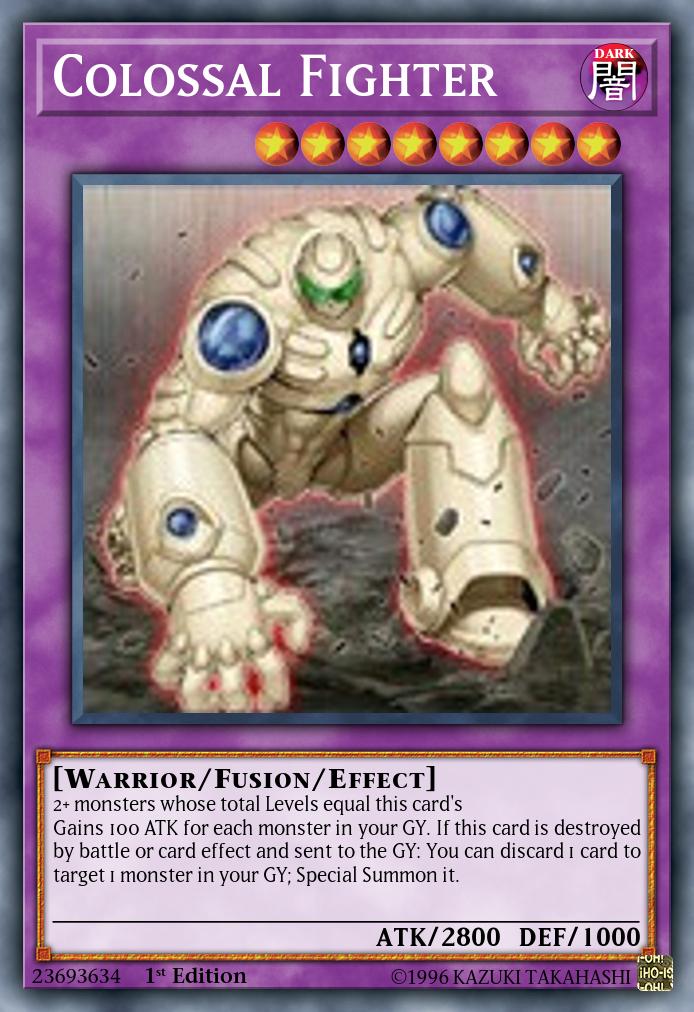 COLOSSAL FIGHTER
DARK
闇
[WARRIOR/FUSION/EFFECT]
2+ monsters whose total Levels equal this card's
Gains 100 ATK for each monster in your GY. If this card is destroyed
by battle or card effect and sent to the GY: You can discard 1 card to
target 1 monster in your GY; Special Summon it.
ATK/2800 DEF/1000
23693634 1st Edition ©1996 KAZUKI TAKAHASHI